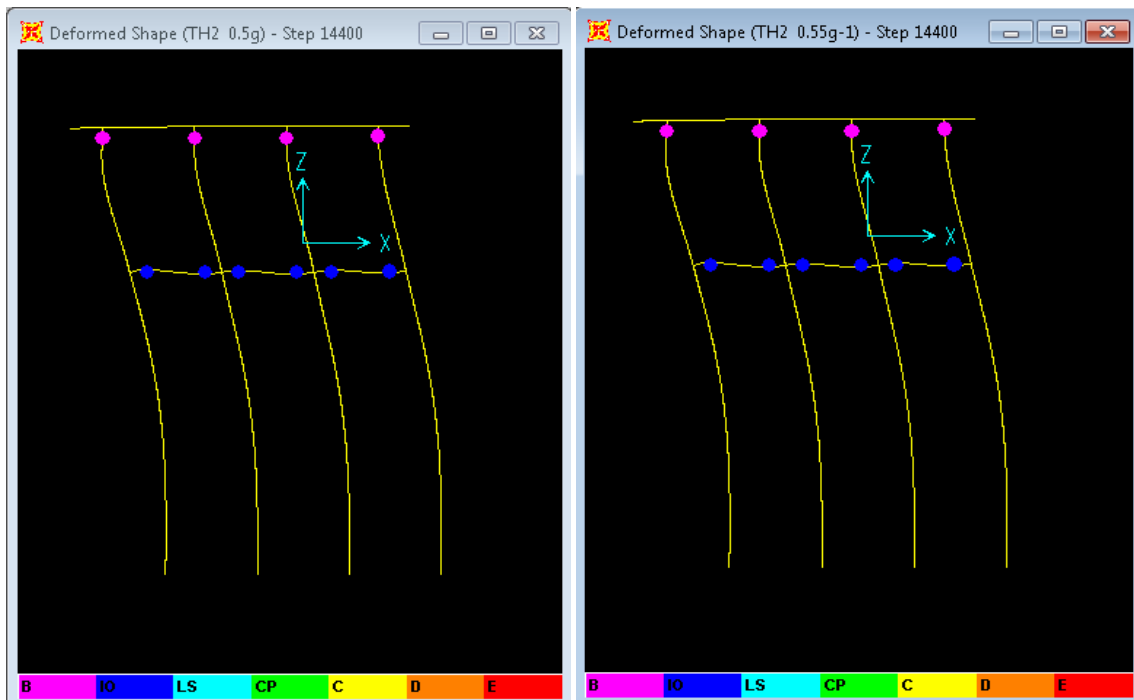 Deformed Shape (TH2 0.5g) - Step 14400
Z
X
B IO LS CP C D E
Deformed Shape (TH2 0.55g-1) - Step 14400
Z
X
B IO LS CP C D E